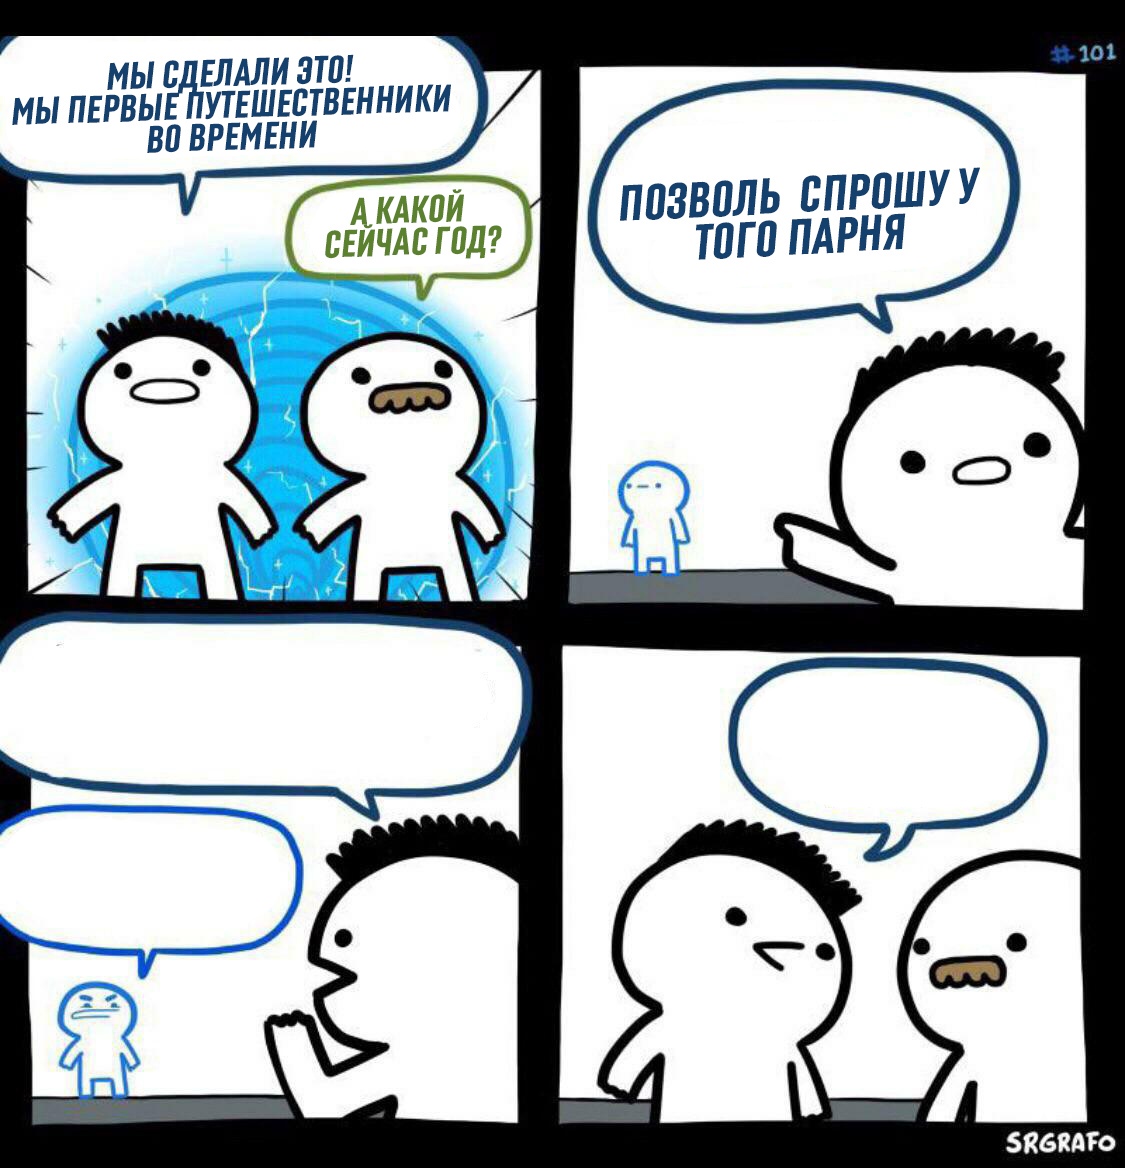 #101
МЫ СДЕЛАЛИ ЭТО!
МЫ ПЕРВЫЕ ПУТЕШЕСТВЕННИКИ
ВО ВРЕМЕНИ
А КАКОЙ
СЕЙЧАС ГОД?
ПОЗВОЛЬ СПРОШУ У
ТОГО ПАРНЯ
SRGRAFO